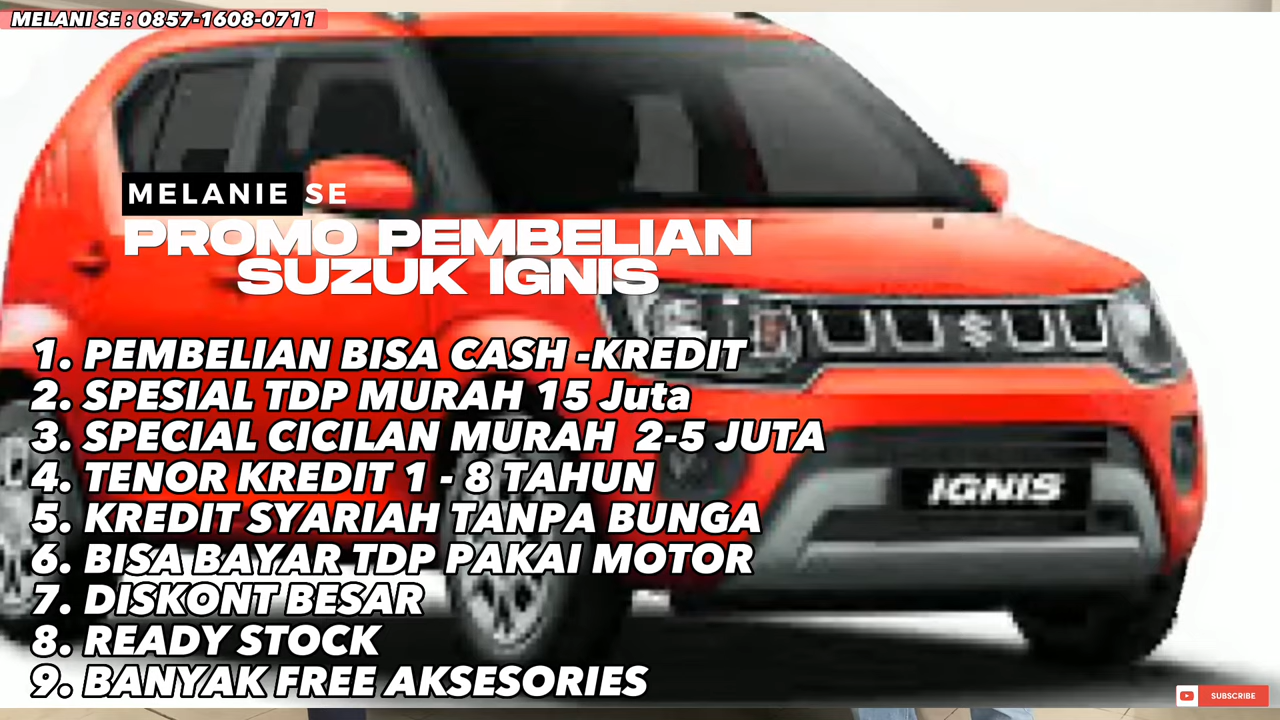 MELANI SE : 0857-1608-0711
MELANIE SE
PROMO PEMBELIAN
SUZUK IGNIS
1. PEMBELIAN BISA CASH -KREDIT
2. SPESIAL TDP MURAH 15 Juta
3. SPECIAL CICILAN MURAH 2-5 JUTA
4. TENOR KREDIT 1 - 8 TAHUN
5. KREDIT SYARIAH TANPA BUNGA
6. BISA BAYAR TDP PAKAI MOTOR
7. DISKONT BESAR
8. READY STOCK
9. BANYAK FREE AKSESORIES
IGNIS
SUBSCRIBE